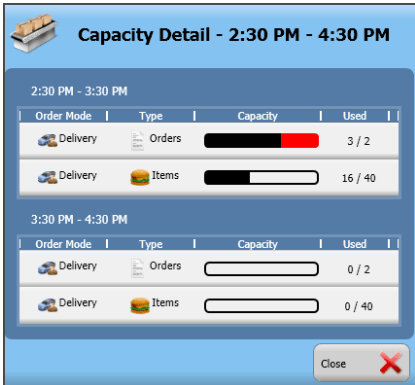 Capacity Detail - 2:30 PM - 4:30 PM
2:30 PM - 3:30 PM
Order Mode Type Capacity Used
Delivery Orders 3 / 2
Delivery Items 16 / 40
3:30 PM - 4:30 PM
Order Mode Type Capacity Used
Delivery Orders 0 / 2
Delivery Items 0 / 40
Close